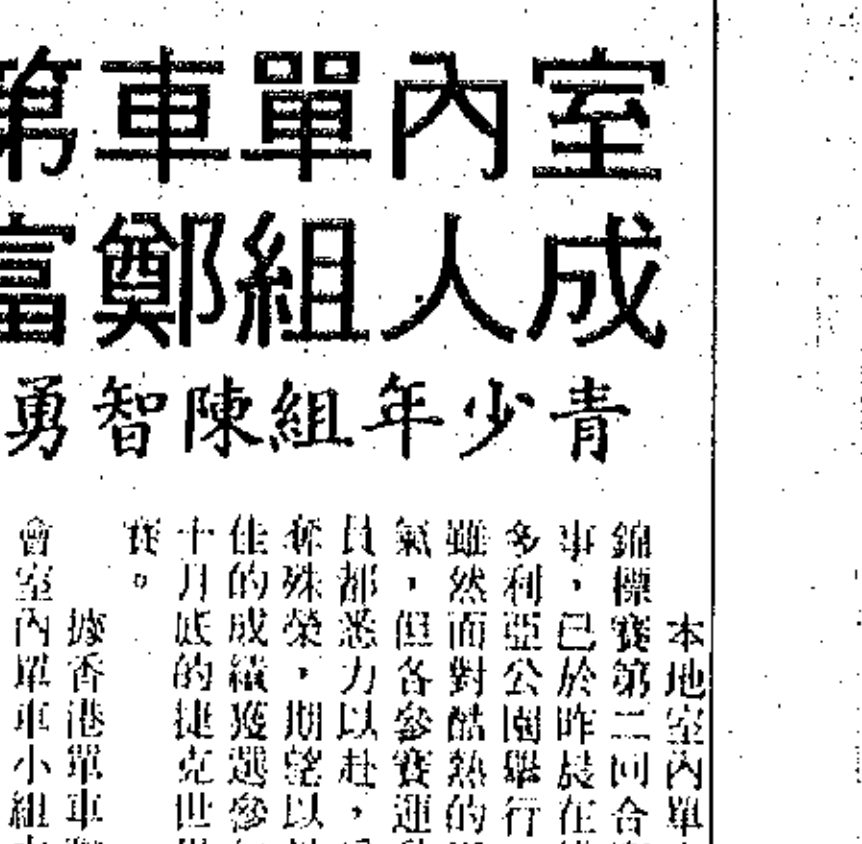 室內單車第
成人組鄭富
青少年組陳智勇
本地室內單
錦標賽第二回合
事，已於昨晨在
多利亞公園舉行
雖然面對酷熱的
氣，但各參賽運
員都悉力以赴，
奪殊榮，期望以
佳的成績獲選參
十月底的捷克世
賽。
據香港單車
會室內單車小組